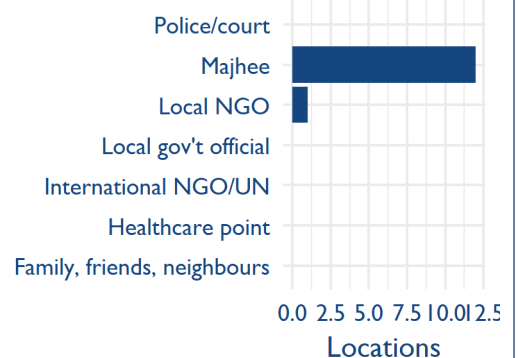 Police/court
Majhee
Local NGO
Local gov't official
International NGO/UN
Healthcare point
Family, friends, neighbours
0.0 2.5 5.0 7.5 10.0 12.5
Locations